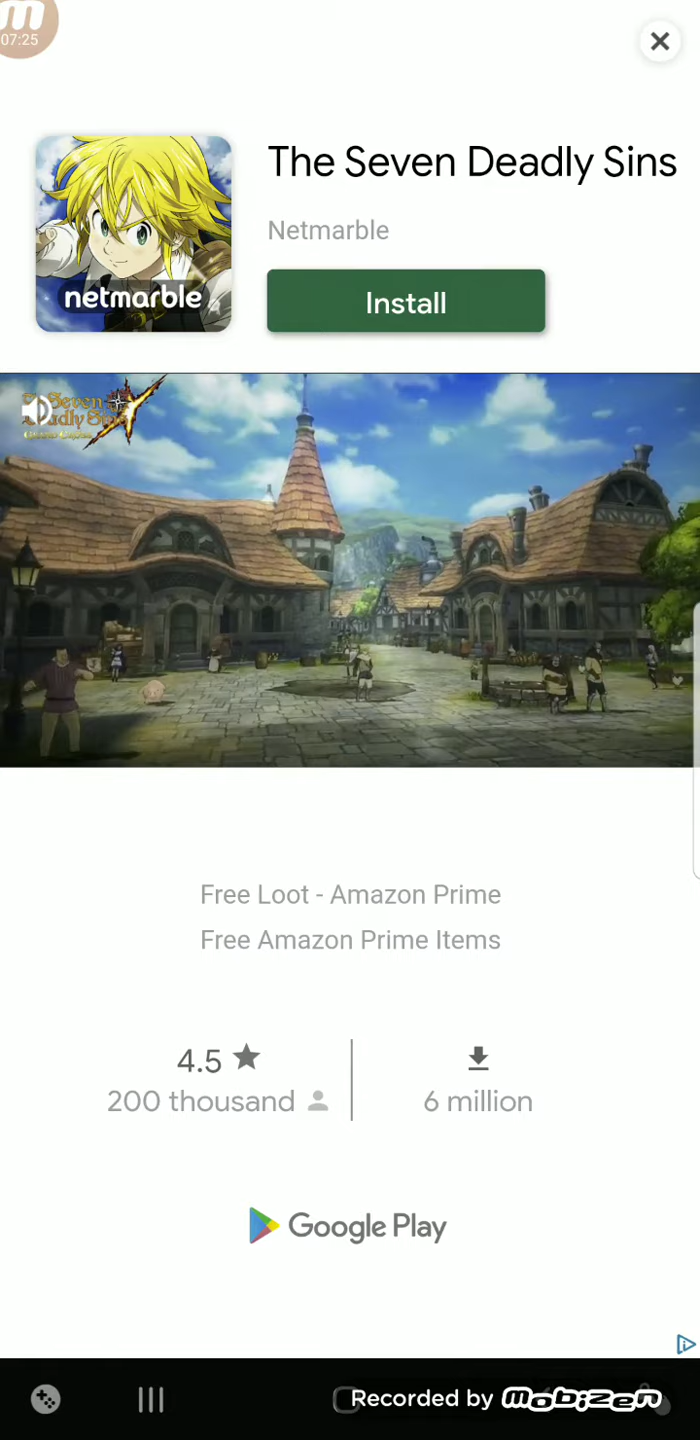 07:25
The Seven Deadly Sins
Netmarble
netmarble
Install
Seven
Free Loot - Amazon Prime
Free Amazon Prime Items
4.5
200 thousand
6 million
Google Play
Recorded by mobizen